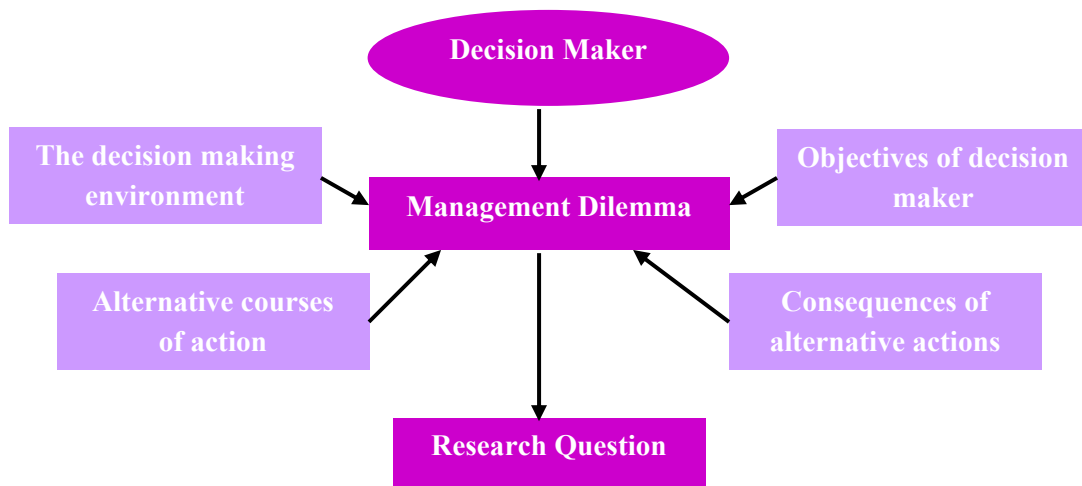 Decision Maker
The decision making
environment
Objectives of decision
maker
Management Dilemma
Alternative courses
of action
Consequences of
alternative actions
Research Question